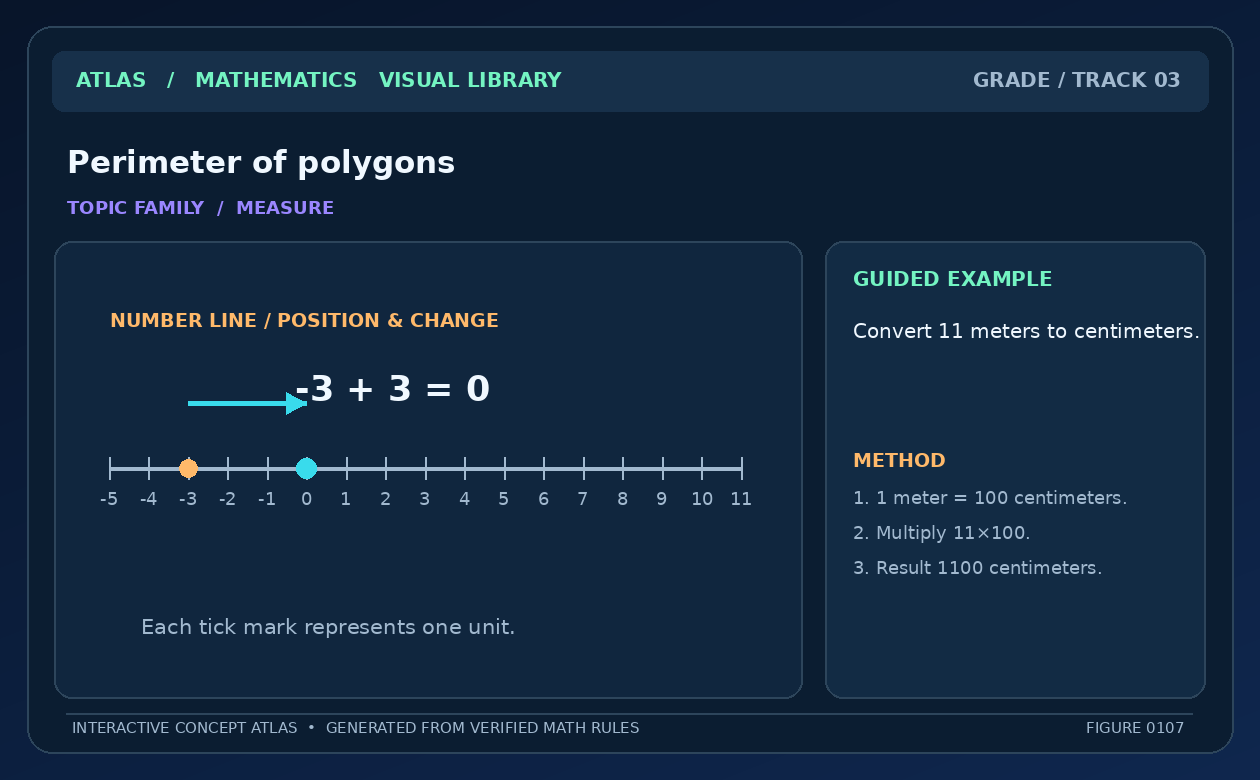 ATLAS / MATHEMATICS VISUAL LIBRARY
GRADE / TRACK 03
Perimeter of polygons
TOPIC FAMILY / MEASURE
NUMBER LINE / POSITION & CHANGE
-3 + 3 = 0
-5 -4 -3 -2 -1 0 1 2 3 4 5 6 7 8 9 10 11
Each tick mark represents one unit.
GUIDED EXAMPLE
Convert 11 meters to centimeters.
METHOD
1. 1 meter = 100 centimeters.
2. Multiply 11×100.
3. Result 1100 centimeters.
INTERACTIVE CONCEPT ATLAS • GENERATED FROM VERIFIED MATH RULES
FIGURE 0107